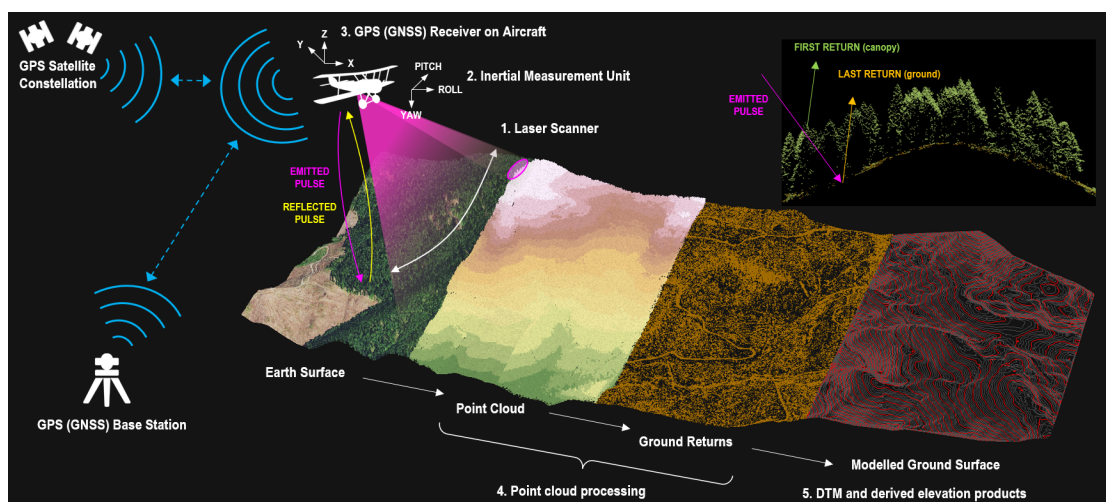 3. GPS (GNSS) Receiver on Aircraft
GPS Satellite
Constellation
Z
Y
X
PITCH
ROLL
YAW
2. Inertial Measurement Unit
1. Laser Scanner
EMITTED
PULSE
REFLECTED
PULSE
FIRST RETURN (canopy)
LAST RETURN (ground)
EMITTED
PULSE
GPS (GNSS) Base Station
Earth Surface
Point Cloud
Ground Returns
Modelled Ground Surface
4. Point cloud processing
5. DTM and derived elevation products